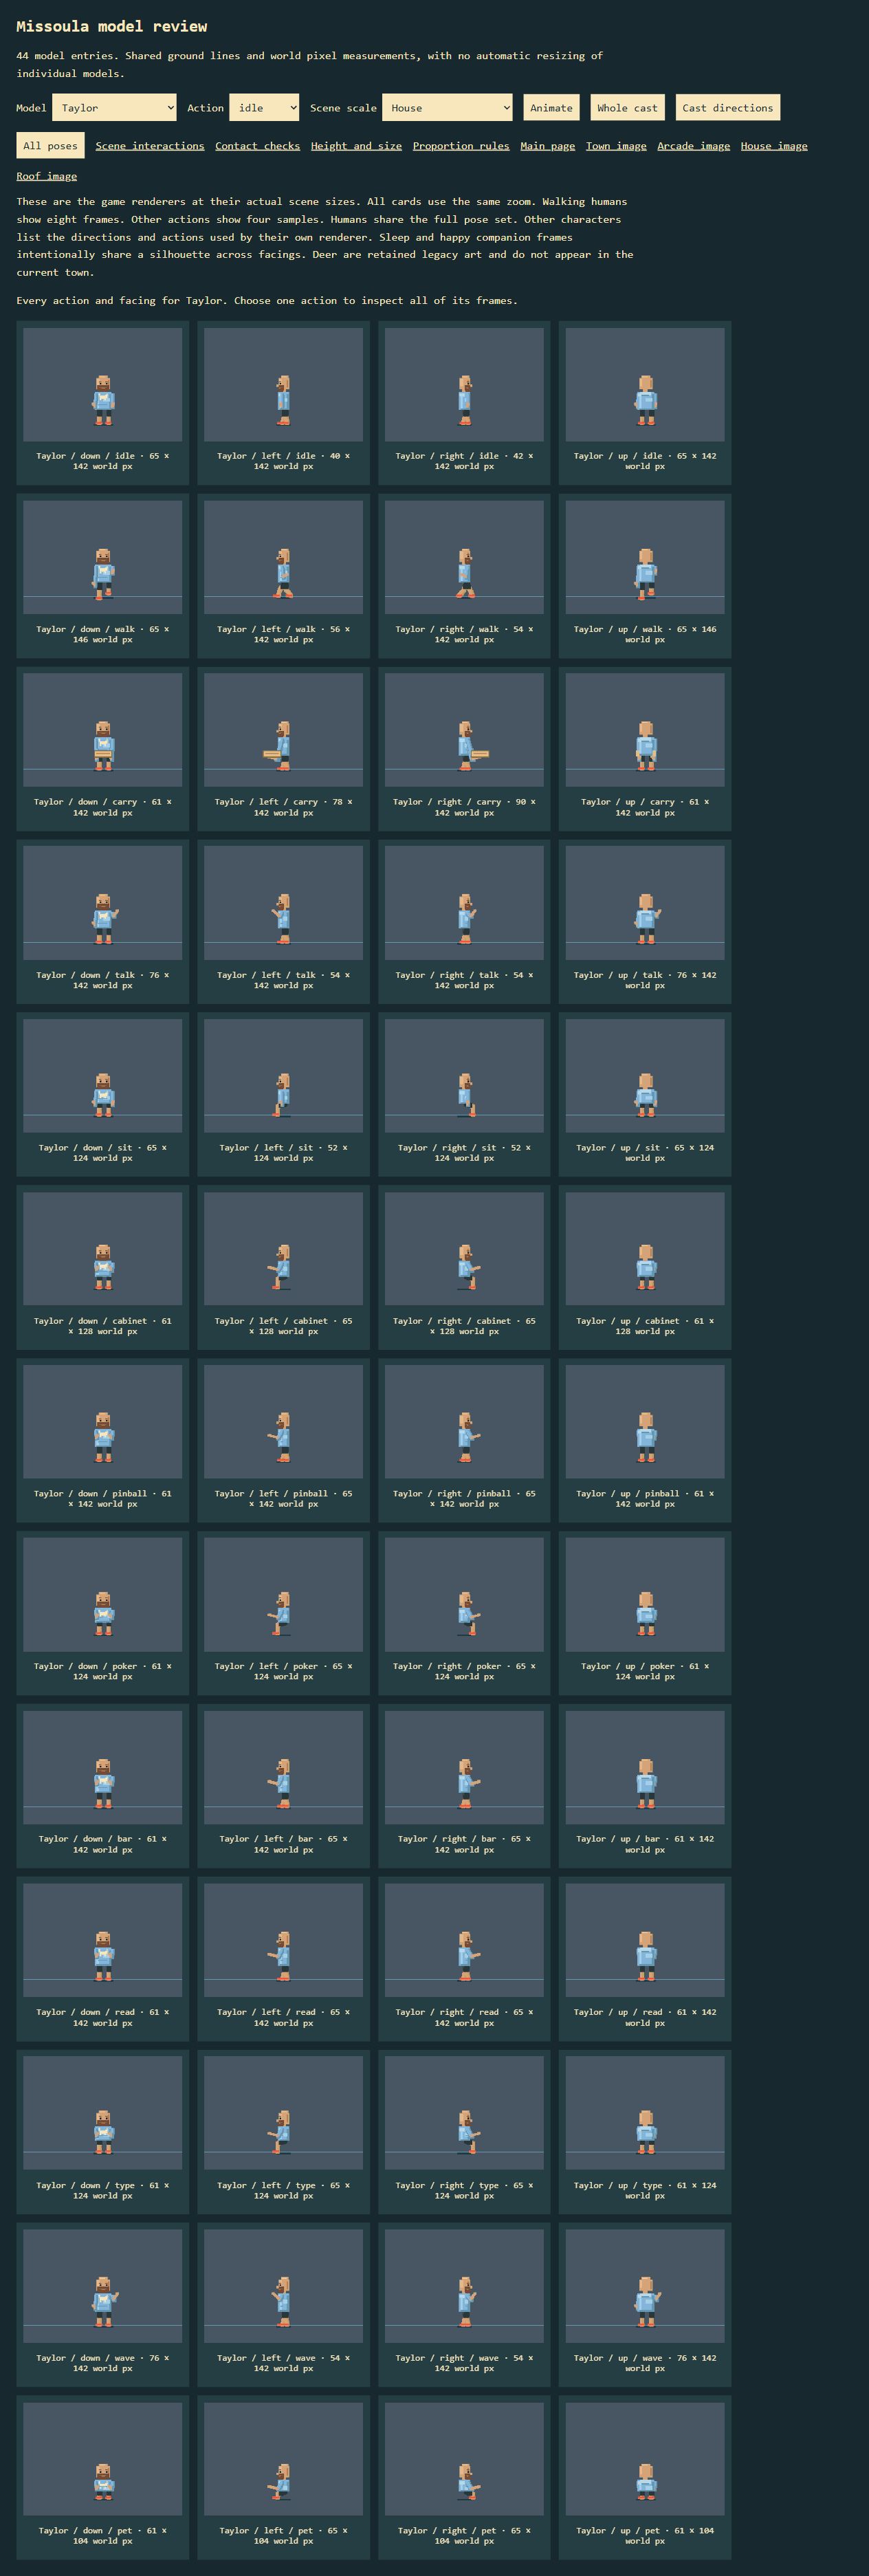 Missoula model review
44 model entries. Shared ground lines and world pixel measurements, with no automatic resizing of
individual models.
Model Taylor Action idle Scene scale House Animate Whole cast Cast directions
All poses Scene interactions Contact checks Height and size Proportion rules Main page Town image Arcade image House image
Roof image
These are the game renderers at their actual scene sizes. All cards use the same zoom. Walking humans
show eight frames. Other actions show four samples. Humans share the full pose set. Other characters
list the directions and actions used by their own renderer. Sleep and happy companion frames
intentionally share a silhouette across facings. Deer are retained legacy art and do not appear in the
current town.
Every action and facing for Taylor. Choose one action to inspect all of its frames.
Taylor / down / idle · 65 x
142 world px
Taylor / left / idle · 40 x
142 world px
Taylor / right / idle · 42 x
142 world px
Taylor / up / idle · 65 x 142
world px
Taylor / down / walk · 65 x
146 world px
Taylor / left / walk · 56 x
142 world px
Taylor / right / walk · 54 x
142 world px
Taylor / up / walk · 65 x 146
world px
Taylor / down / carry · 61 x
142 world px
Taylor / left / carry · 78 x
142 world px
Taylor / right / carry · 90 x
142 world px
Taylor / up / carry · 61 x
142 world px
Taylor / down / talk · 76 x
142 world px
Taylor / left / talk · 54 x
142 world px
Taylor / right / talk · 54 x
142 world px
Taylor / up / talk · 76 x 142
world px
Taylor / down / sit · 65 x
124 world px
Taylor / left / sit · 52 x
124 world px
Taylor / right / sit · 52 x
124 world px
Taylor / up / sit · 65 x 124
world px
Taylor / down / cabinet · 61
x 128 world px
Taylor / left / cabinet · 65
x 128 world px
Taylor / right / cabinet · 65
x 128 world px
Taylor / up / cabinet · 61 x
128 world px
Taylor / down / pinball · 61
x 142 world px
Taylor / left / pinball · 65
x 142 world px
Taylor / right / pinball · 65
x 142 world px
Taylor / up / pinball · 61 x
142 world px
Taylor / down / poker · 61 x
124 world px
Taylor / left / poker · 65 x
124 world px
Taylor / right / poker · 65 x
124 world px
Taylor / up / poker · 61 x
124 world px
Taylor / down / bar · 61 x
142 world px
Taylor / left / bar · 65 x
142 world px
Taylor / right / bar · 65 x
142 world px
Taylor / up / bar · 61 x 142
world px
Taylor / down / read · 61 x
142 world px
Taylor / left / read · 65 x
142 world px
Taylor / right / read · 65 x
142 world px
Taylor / up / read · 61 x 142
world px
Taylor / down / type · 61 x
124 world px
Taylor / left / type · 65 x
124 world px
Taylor / right / type · 65 x
124 world px
Taylor / up / type · 61 x 124
world px
Taylor / down / wave · 76 x
142 world px
Taylor / left / wave · 54 x
142 world px
Taylor / right / wave · 54 x
142 world px
Taylor / up / wave · 76 x 142
world px
Taylor / down / pet · 61 x
104 world px
Taylor / left / pet · 65 x
104 world px
Taylor / right / pet · 65 x
104 world px
Taylor / up / pet · 61 x 104
world px